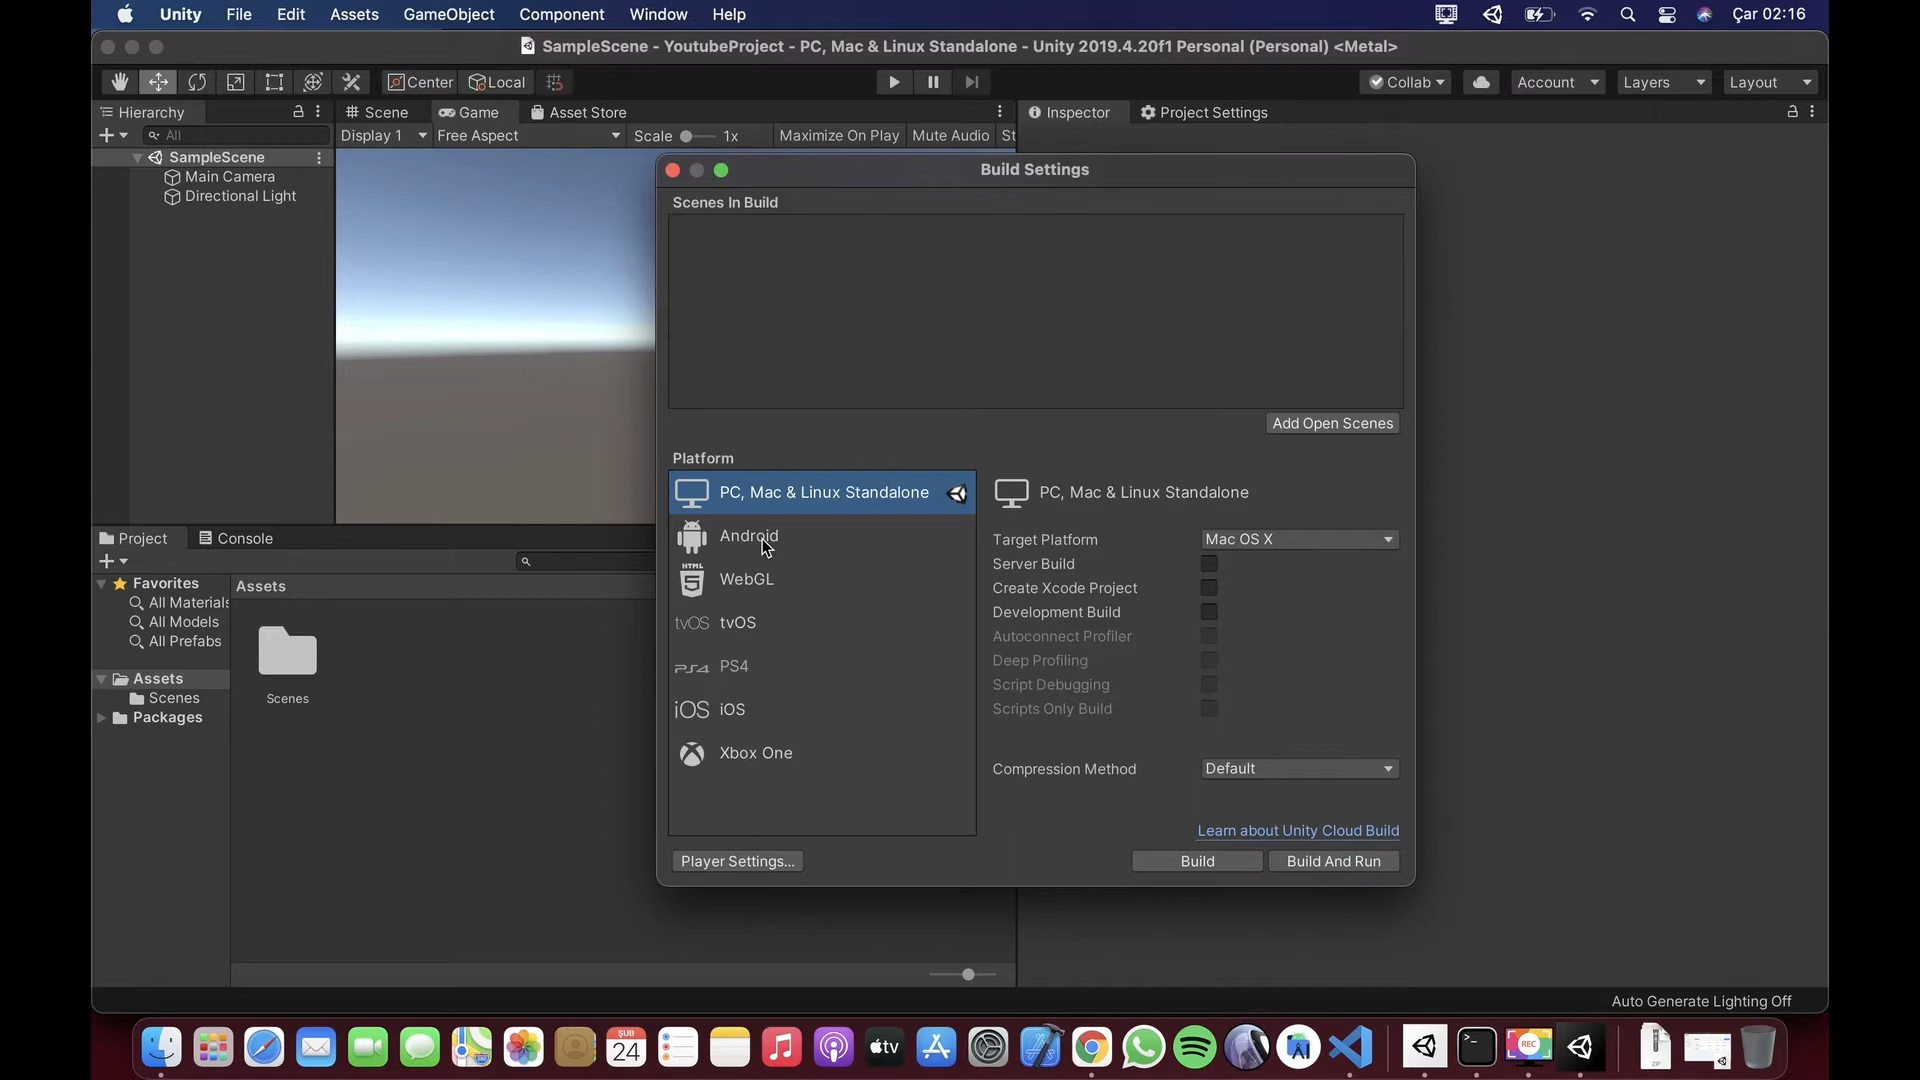 Unity File Edit Assets GameObject Component Window Help Çar 02:16
SampleScene - YoutubeProject - PC, Mac & Linux Standalone - Unity 2019.4.20f1 Personal (Personal) <Metal>
Center Local Collab Account Layers Layout
Hierarchy Scene Game Asset Store Inspector Project Settings
All Display 1 Free Aspect Scale 1x Maximize On Play Mute Audio St
SampleScene
Main Camera
Directional Light
Build Settings
Scenes In Build
Add Open Scenes
Platform
PC, Mac & Linux Standalone
Android
HTML
WebGL
tvOS tvOS
PS4 PS4
iOS iOS
Xbox One
PC, Mac & Linux Standalone
Target Platform Mac OS X
Server Build
Create Xcode Project
Development Build
Autoconnect Profiler
Deep Profiling
Script Debugging
Scripts Only Build
Compression Method Default
Learn about Unity Cloud Build
Player Settings... Build Build And Run
Project Console
Favorites
All Materials
All Models
All Prefabs
Assets
Scenes
Packages
Assets
Scenes
Auto Generate Lighting Off
ŞUB
24
tv
REC
ZIP